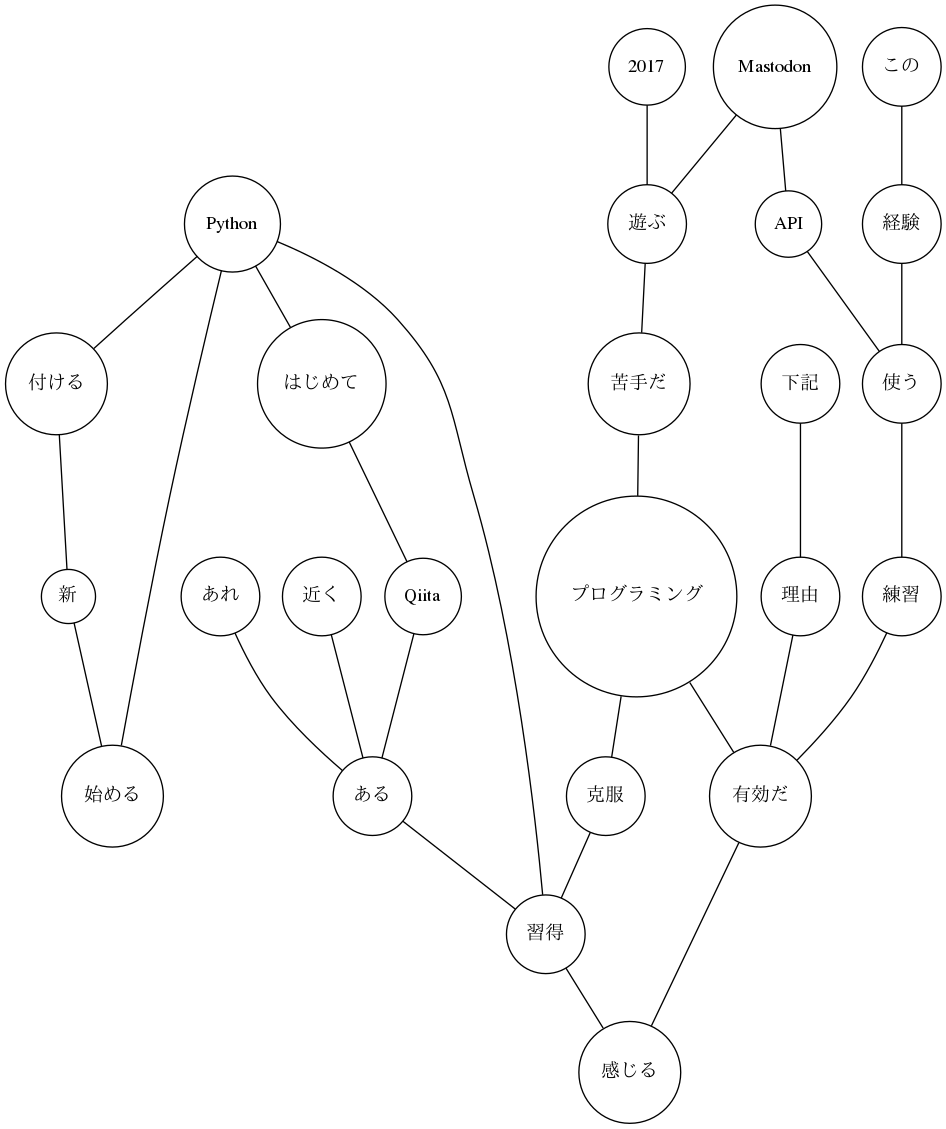 2017
Mastodon
この
Python
遊ぶ
API
経験
付ける
はじめて
苦手だ
下記
使う
新
あれ
近く
Qiita
プログラミング
理由
練習
始める
ある
克服
有効だ
習得
感じる